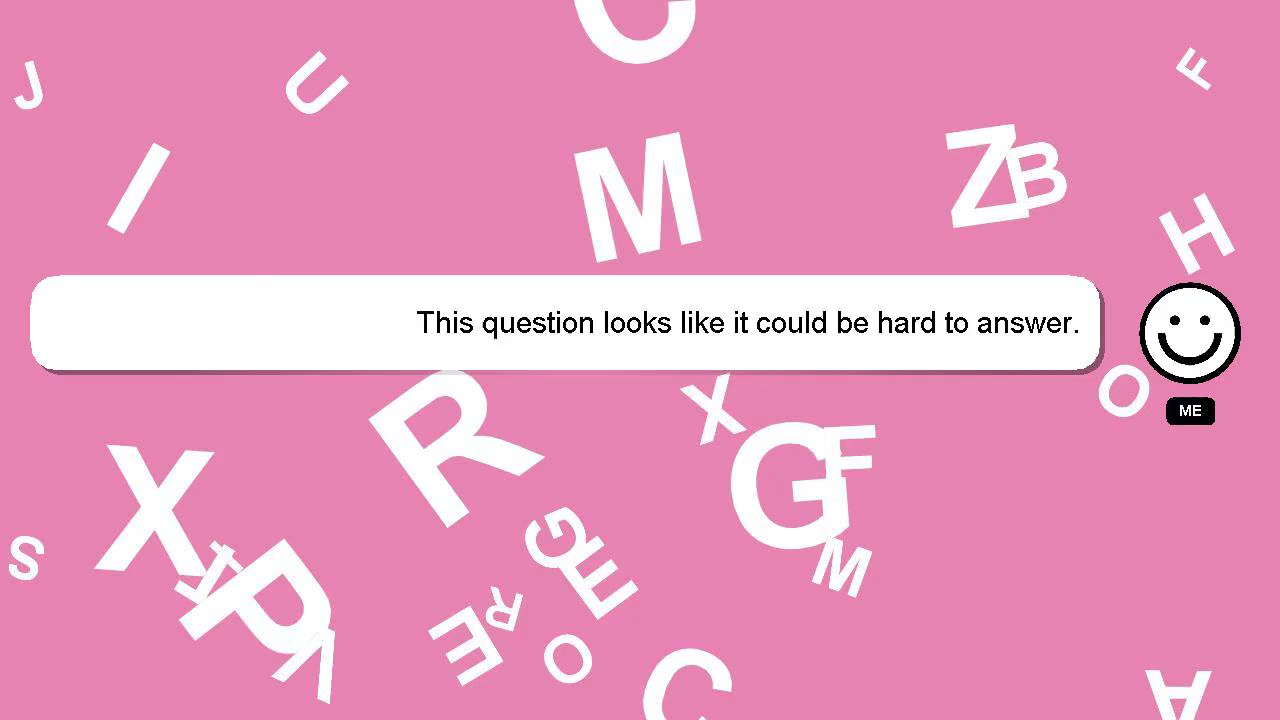 C
J
U
F
I
M
Z
B
H
This question looks like it could be hard to answer.
ME
O
R
X
G
F
X
S
G
E
M
P
R
E
O
V
C
A